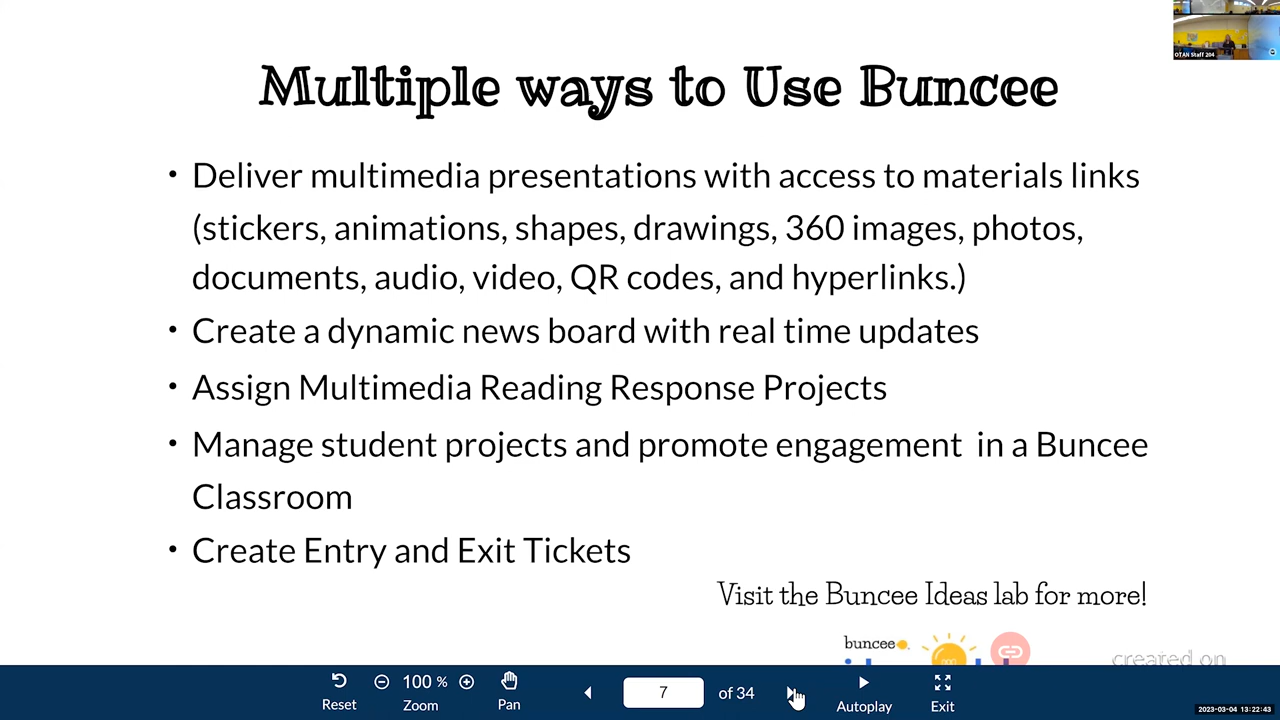 OTAN Staff 204
Multiple ways to Use Buncee
• Deliver multimedia presentations with access to materials links
(stickers, animations, shapes, drawings, 360 images, photos,
documents, audio, video, QR codes, and hyperlinks.)
• Create a dynamic news board with real time updates
• Assign Multimedia Reading Response Projects
• Manage student projects and promote engagement in a Buncee
Classroom
• Create Entry and Exit Tickets
Visit the Buncee Ideas lab for more!
buncee
created on
Reset
100 %
Zoom
Pan
7
of 34
Autoplay
Exit
2023-03-04 13:22:43